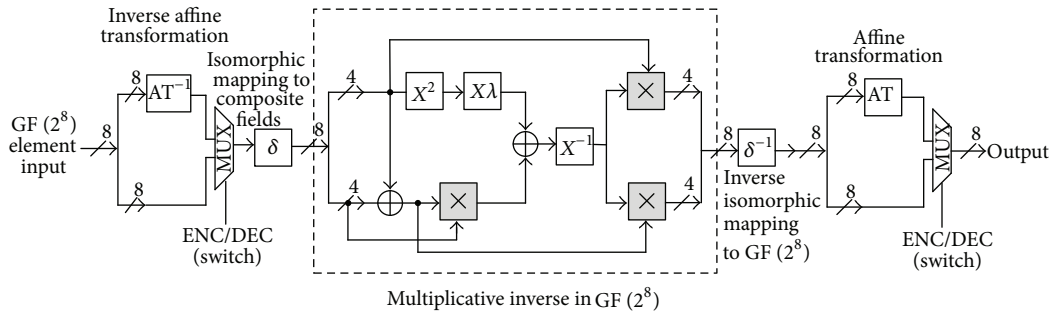 Inverse affine
transformation
8
AT⁻¹
GF (2⁸)
element
input
8
8
MUX
ENC/DEC
(switch)
Isomorphic
mapping to
composite
fields
δ
8
4
X²
Xλ
4
×
X⁻¹
×
4
×
4
Multiplicative inverse in GF (2⁸)
8
δ⁻¹
Inverse
isomorphic
mapping
to GF (2⁸)
8
Affine
transformation
8
AT
8
MUX
ENC/DEC
(switch)
8
Output